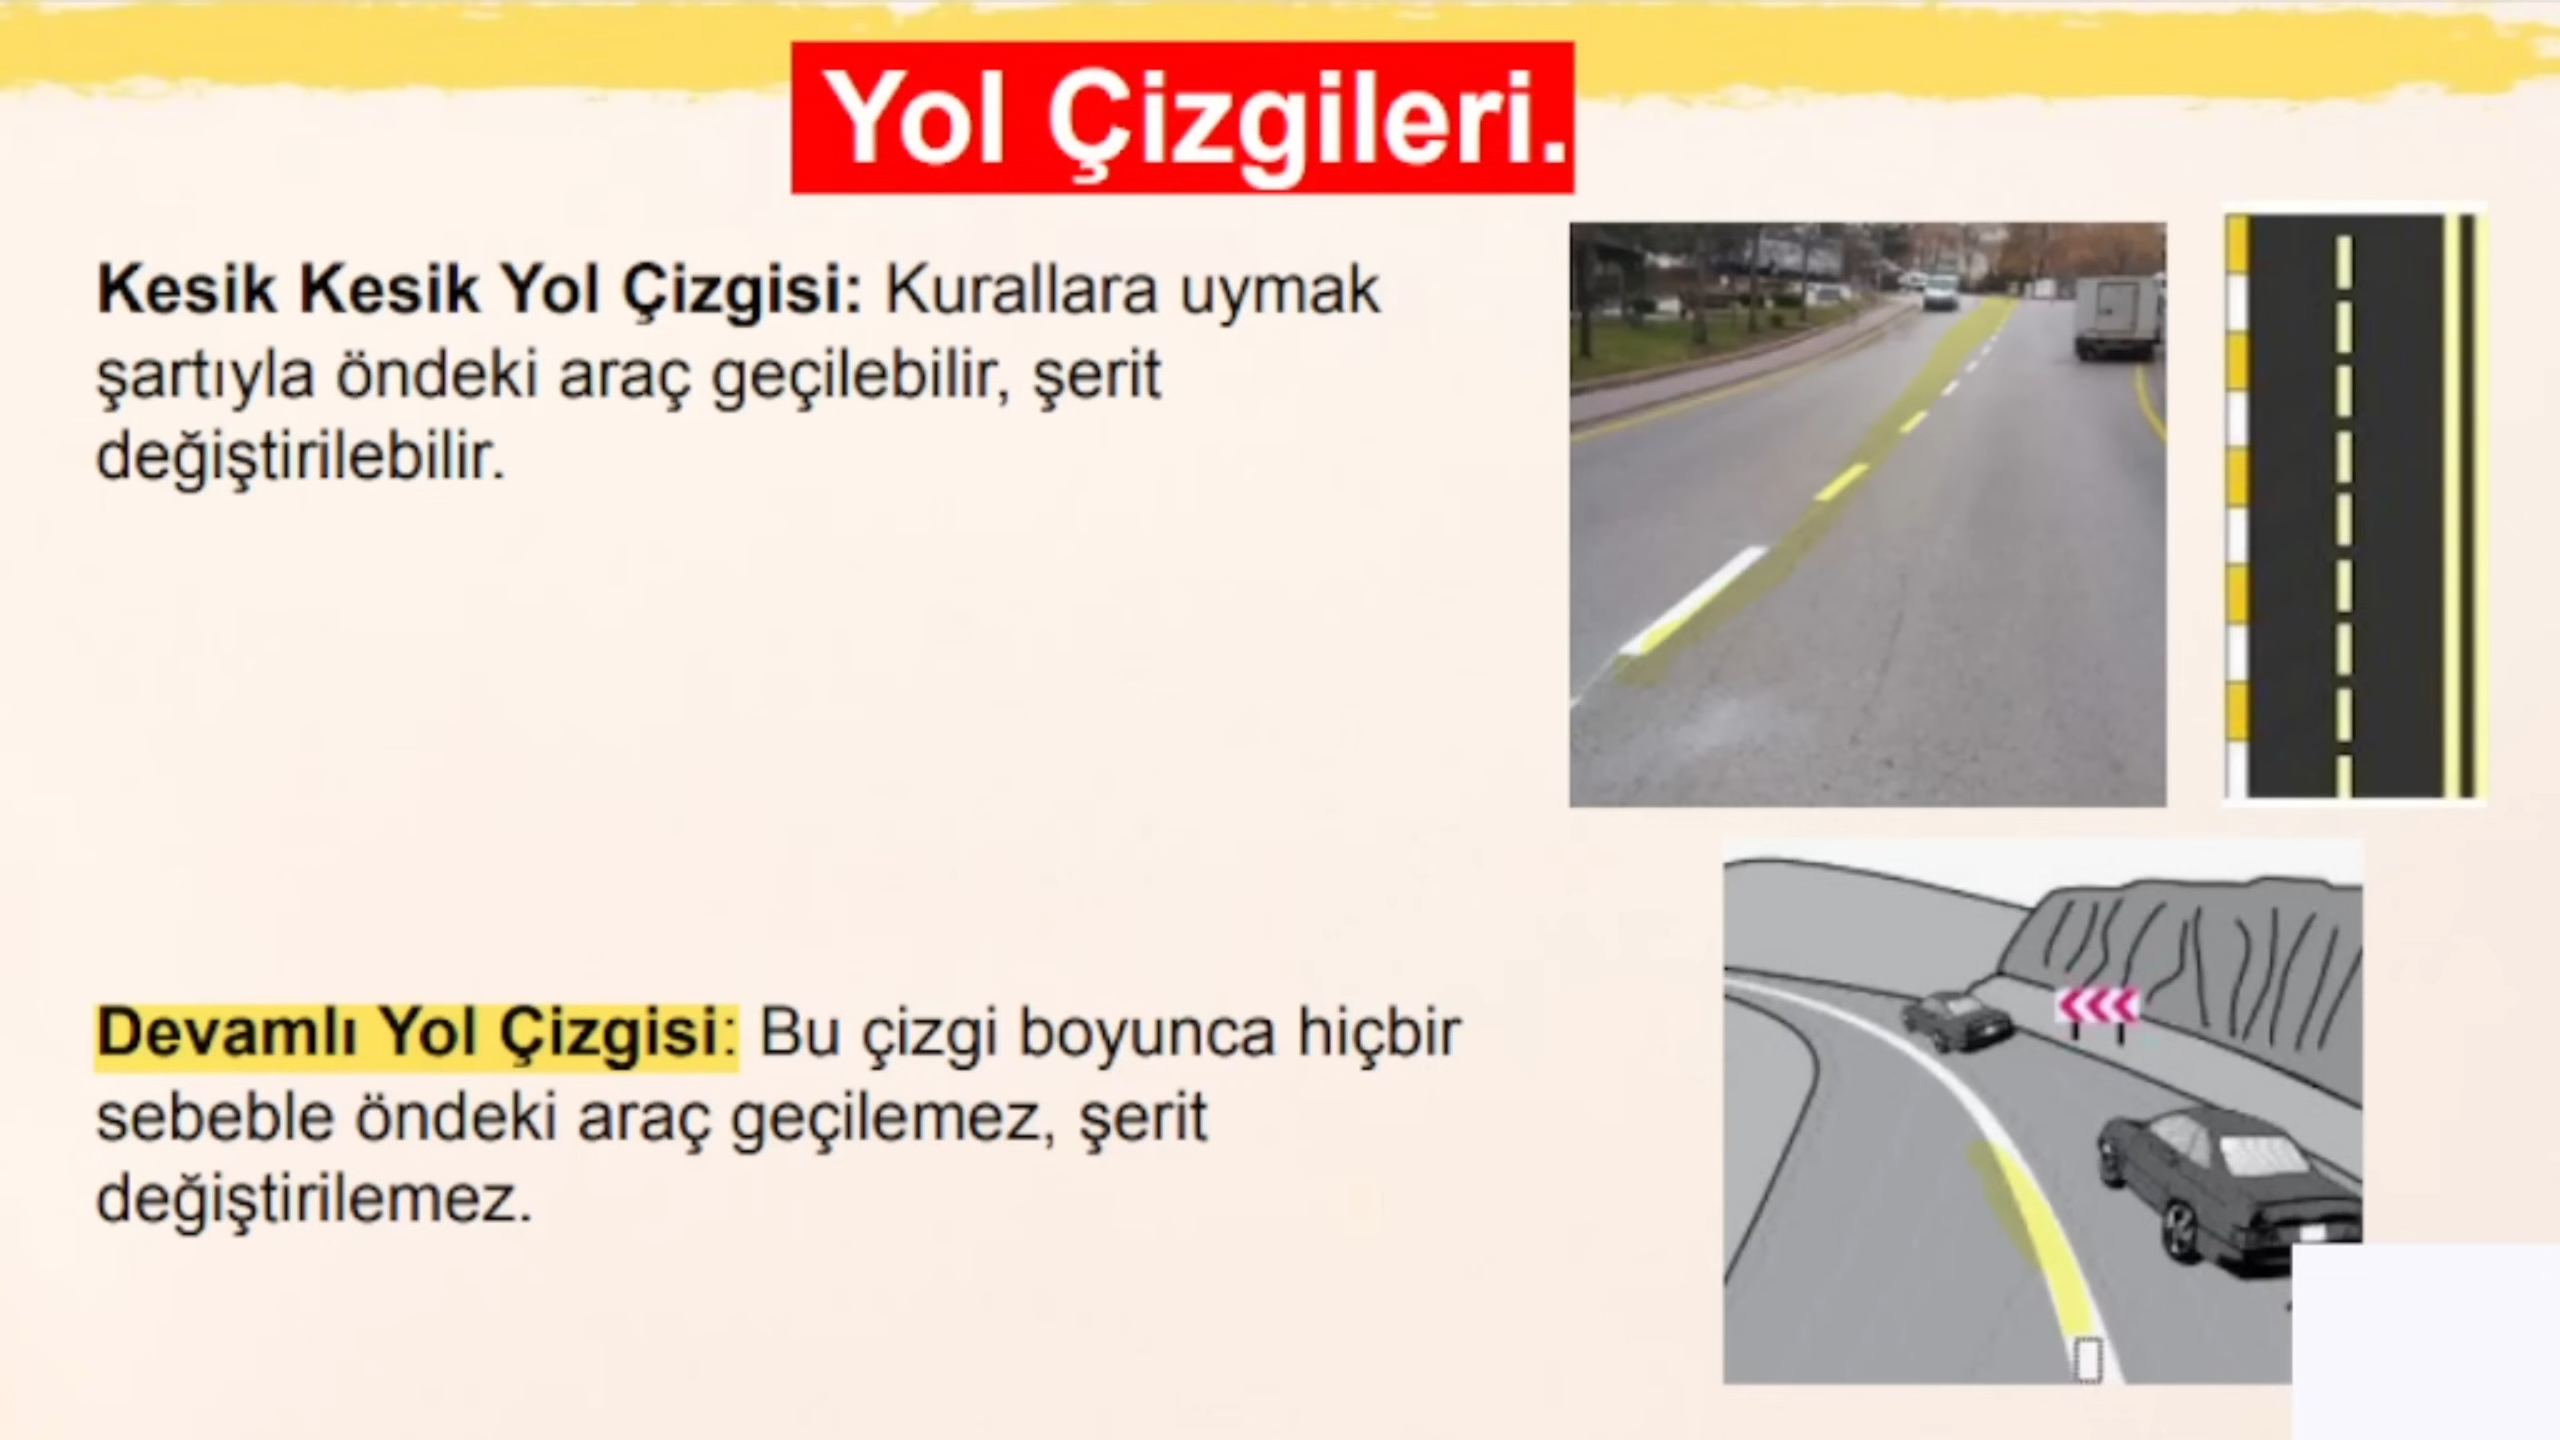 Yol Çizgileri.
Kesik Kesik Yol Çizgisi: Kurallara uymak
şartıyla öndeki araç geçilebilir, şerit
değiştirilebilir.
Devamlı Yol Çizgisi: Bu çizgi boyunca hiçbir
sebeble öndeki araç geçilemez, şerit
değiştirilemez.